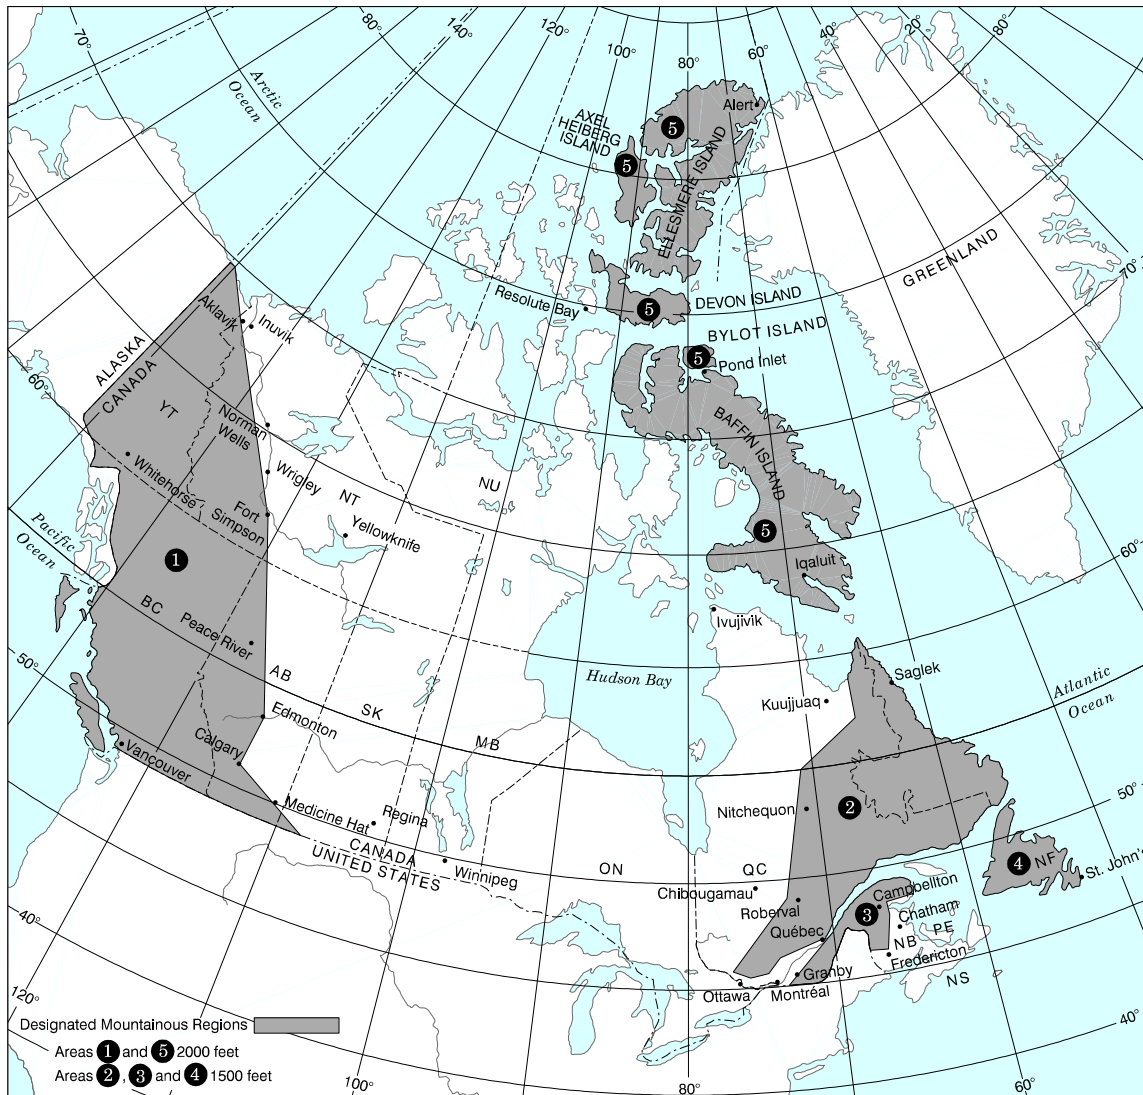 70°
160°
140°
120°
100°
80°
60°
40°
20°
80°
Arctic
Ocean
Alert
AXEL
HEIBERG
ISLAND
5
5
ELLESMERE ISLAND
GREENLAND
70°
Resolute Bay
5
DEVON ISLAND
BYLOT ISLAND
5
Pond Inlet
Aklavik
Inuvik
ALASKA
CANADA
60°
YT
Norman
Wells
BAFFIN ISLAND
Whitehorse
Wrigley
NT
NU
Fort
Simpson
Yellowknife
Pacific
Ocean
1
5
Iqaluit
60°
BC
Peace River
Ivujivik
50°
AB
SK
MB
Hudson Bay
Kuujjuaq
Saglek
Atlantic
Ocean
Edmonton
Calgary
Vancouver
Medicine Hat
Regina
CANADA
UNITED STATES
Winnipeg
ON
QC
Nitchequon
2
50°
4
NF
St. John's
Chibougamau
Roberval
Québec
3
Campbellton
Chatham
PE
NB
Fredericton
NS
Granby
Ottawa
Montréal
40°
40°
120°
100°
80°
60°
Designated Mountainous Regions
Areas 1 and 5 2000 feet
Areas 2, 3 and 4 1500 feet